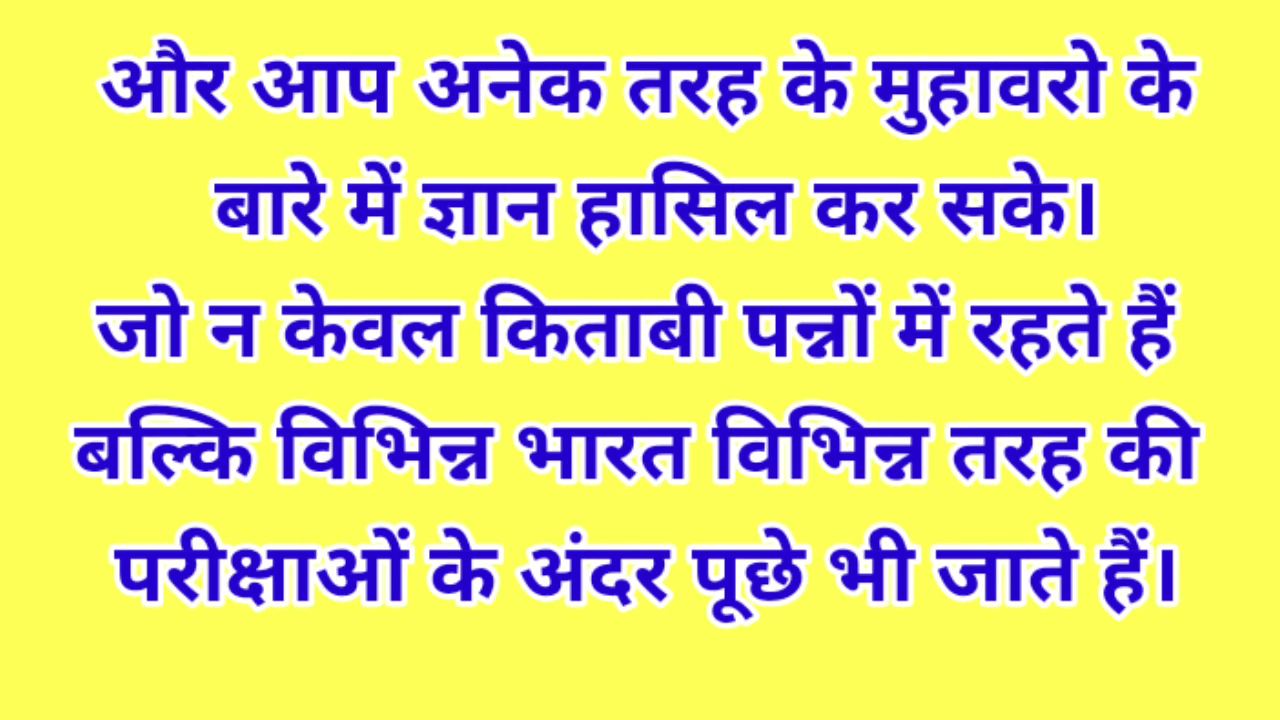 और आप अनेक तरह के मुहावरो के
बारे में ज्ञान हासिल कर सके।
जो न केवल किताबी पन्नों में रहते हैं
बल्कि विभिन्न भारत विभिन्न तरह की
परीक्षाओं के अंदर पूछे भी जाते हैं।